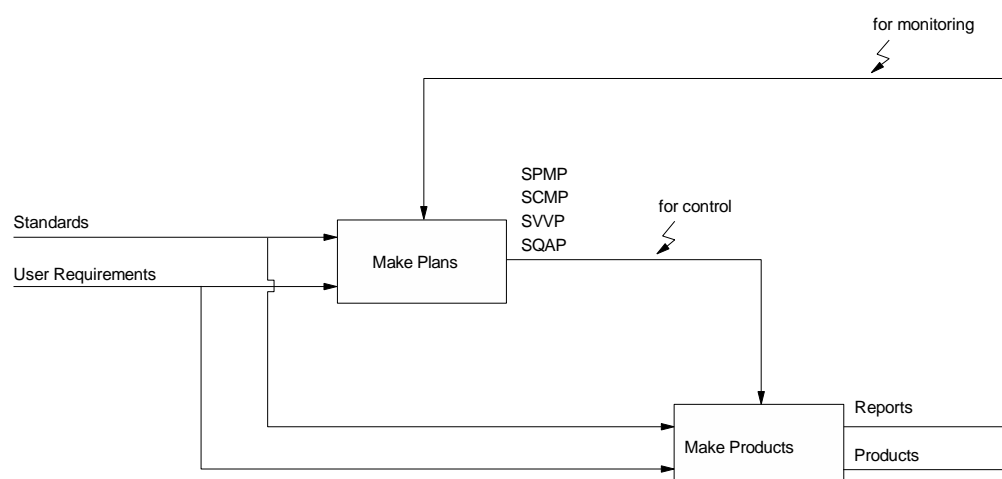 for monitoring
SPMP
SCMP
SVVP
SQAP
for control
Standards
User Requirements
Make Plans
Make Products
Reports
Products